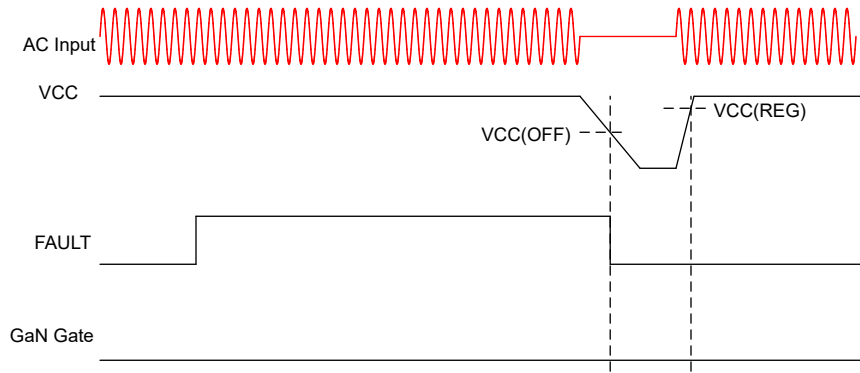 AC Input
VCC
VCC(OFF)
VCC(REG)
FAULT
GaN Gate